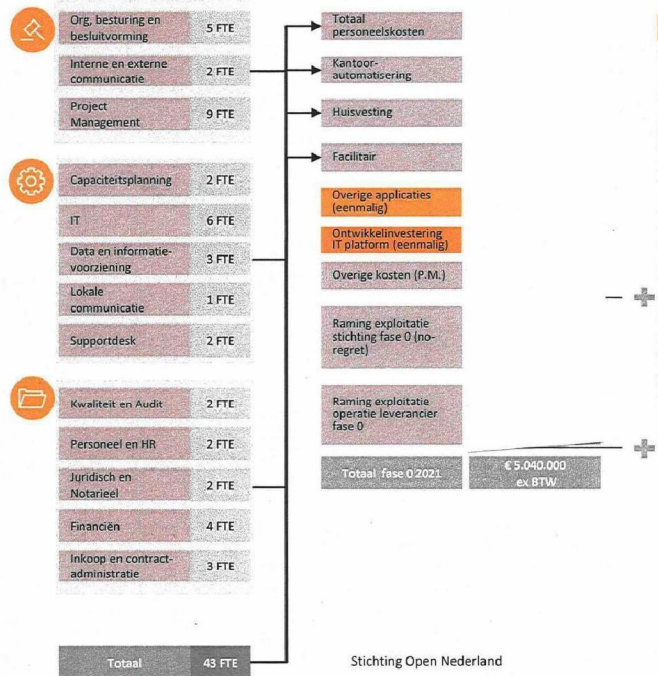 Org, besturing en
besluitvorming
5 FTE
Interne en externe
communicatie
2 FTE
Project
Management
9 FTE
Capaciteitsplanning
2 FTE
IT
6 FTE
Data en informatie-
voorziening
3 FTE
Lokale
communicatie
1 FTE
Supportdesk
2 FTE
Kwaliteit en Audit
2 FTE
Personeel en HR
2 FTE
Juridisch en
Notarieel
2 FTE
Financiën
4 FTE
Inkoop en contract-
administratie
3 FTE
Totaal
43 FTE
Totaal
personeelskosten
Kantoor-
automatisering
Huisvesting
Facilitair
Overige applicaties
(eenmalig)
Ontwikkelinvestering
IT platform (eenmalig)
Overige kosten (P.M.)
Raming exploitatie
stichting fase 0 (no-
regret)
Raming exploitatie
operatie leverancier
fase 0
Totaal fase 0 2021
€ 5.040.000
ex BTW
Stichting Open Nederland